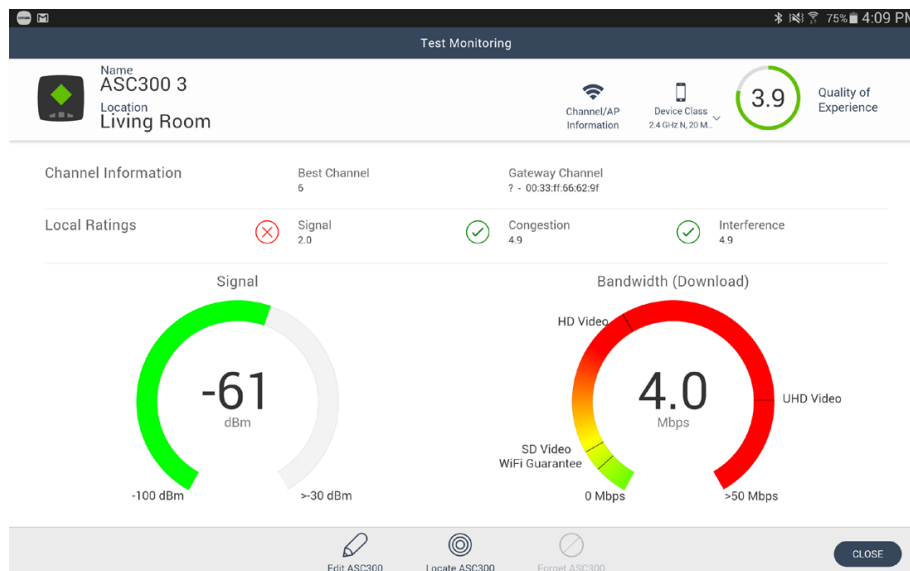 75% 4:09 PM
Test Monitoring
Name
ASC300 3
Location
Living Room
Channel/AP
Information
Device Class
2.4 GHz N, 20 M...
3.9
Quality of
Experience
Channel Information
Best Channel
6
Gateway Channel
? - 00:33:ff:66:62:9f
Local Ratings
Signal
2.0
Congestion
4.9
Interference
4.9
Signal
-61
dBm
-100 dBm
>-30 dBm
Bandwidth (Download)
HD Video
4.0
Mbps
UHD Video
SD Video
WiFi Guarantee
0 Mbps
>50 Mbps
Edit ASC300
Locate ASC300
Forget ASC300
CLOSE